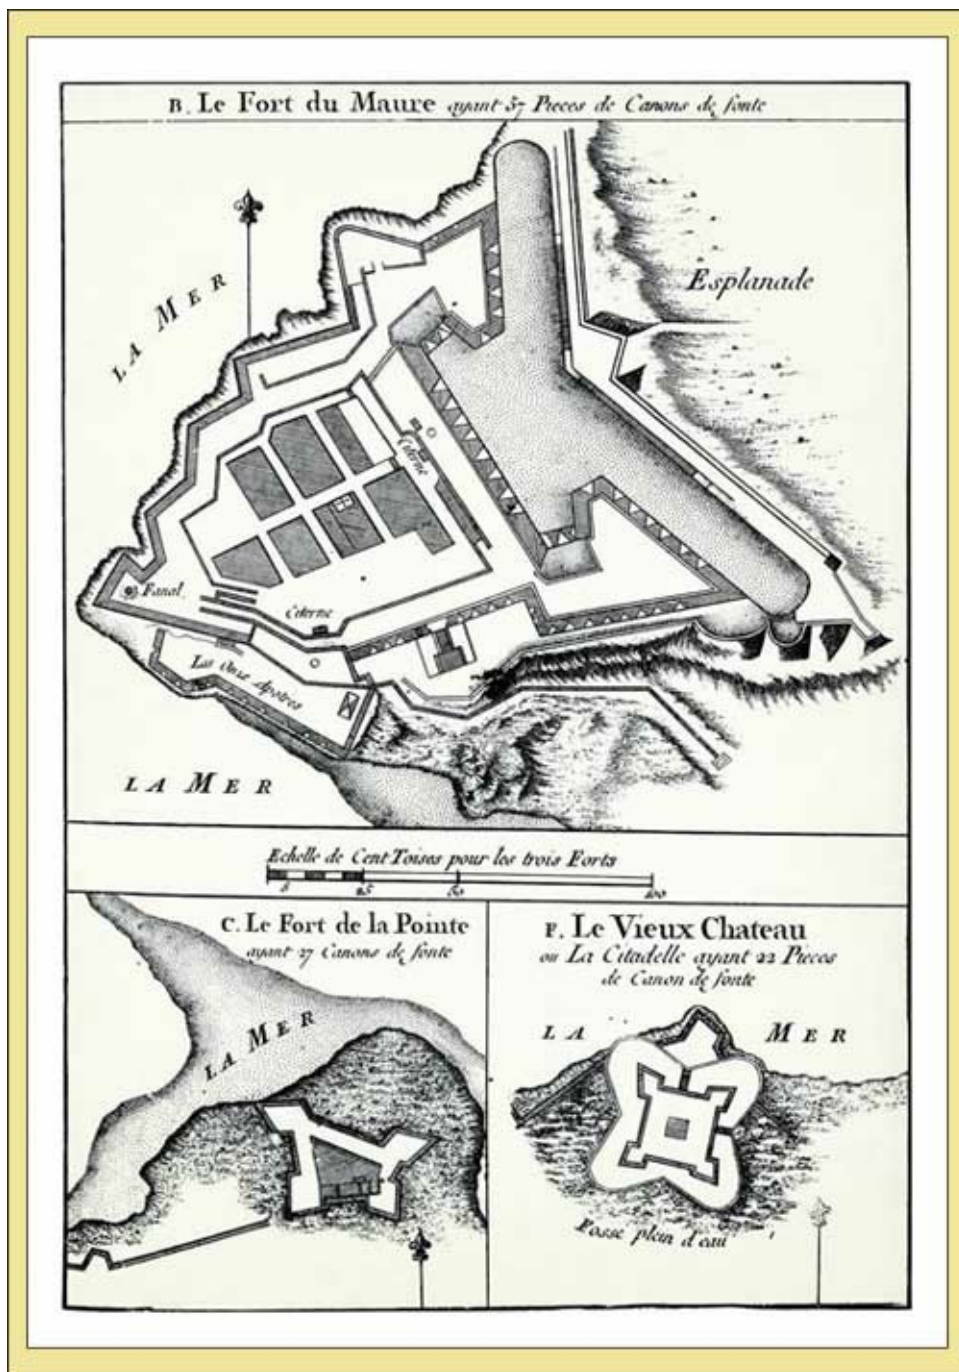 B. Le Fort du Maure ayant 37 Pieces de Canons de fonte
LA MER
Esplanade
Citerne
Fanal
Citerne
Les Onse Apotres
LA MER
Echelle de Cent Toises pour les trois Forts
5 25 50 100
C. Le Fort de la Pointe
ayant 27 Canons de fonte
LA MER
F. Le Vieux Chateau
ou La Citadelle ayant 22 Pieces
de Canon de fonte
LA MER
Fosse plein d'eau